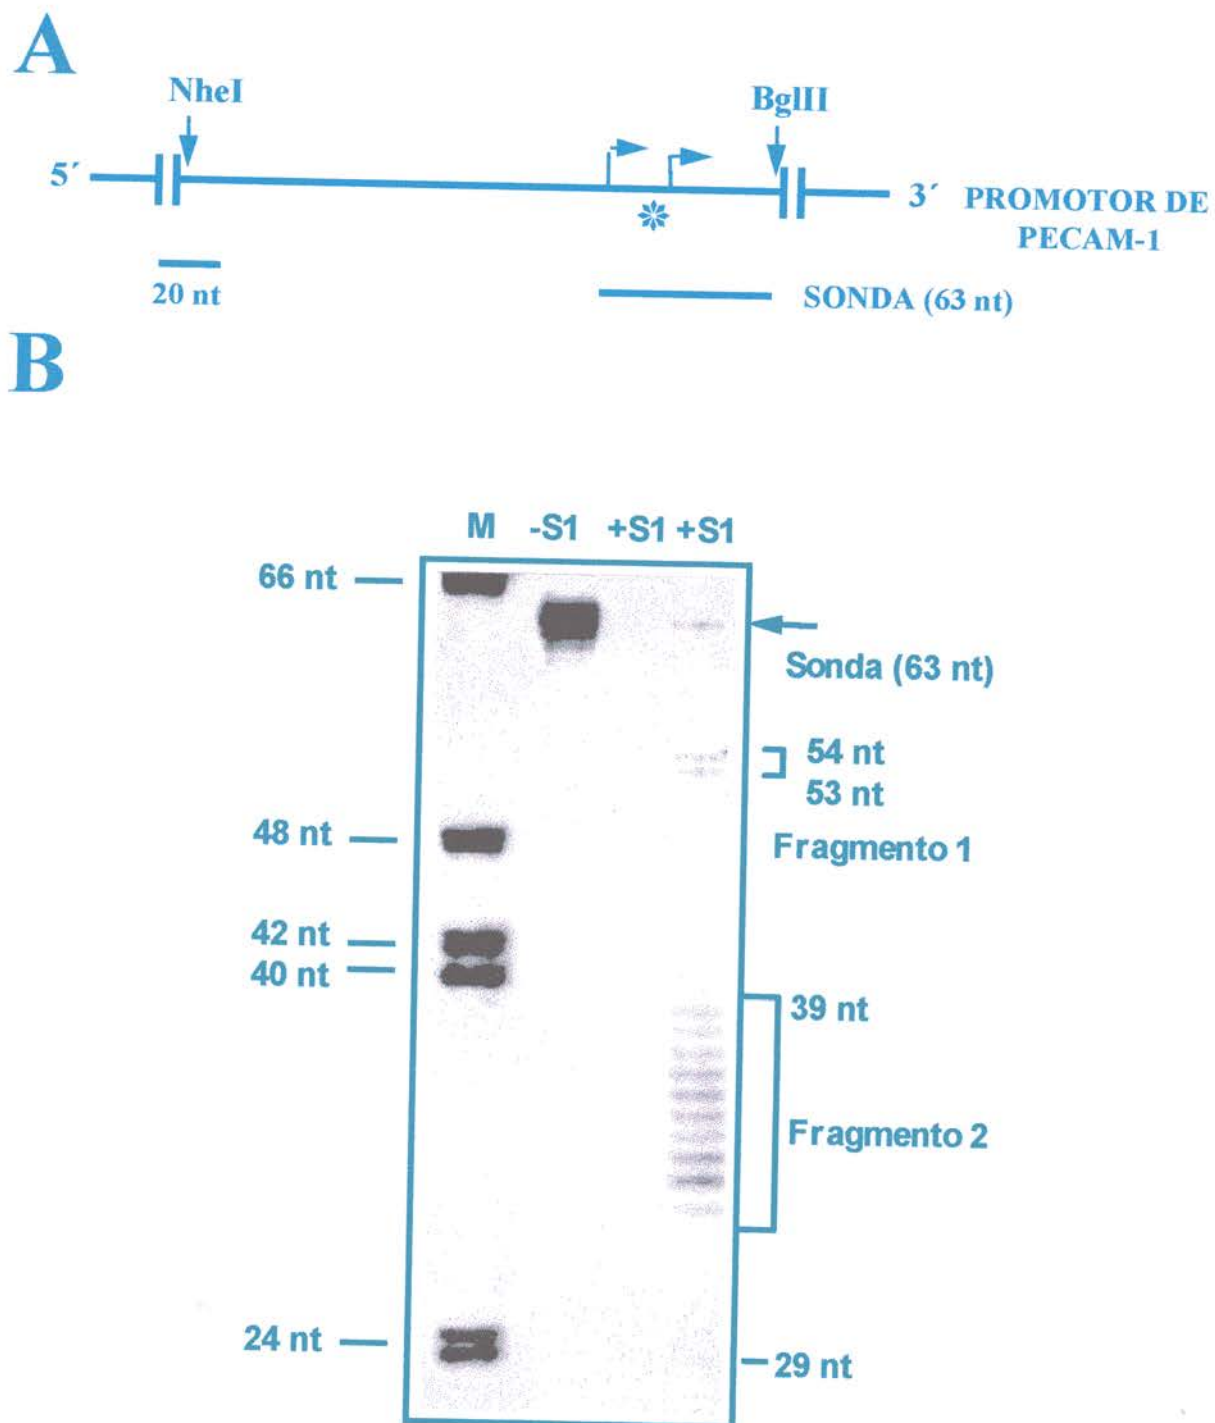 A
NheI
BglII
5´
3´ PROMOTOR DE
PECAM-1
20 nt
SONDA (63 nt)
B
M -S1 +S1 +S1
66 nt
Sonda (63 nt)
54 nt
53 nt
48 nt
Fragmento 1
42 nt
40 nt
39 nt
Fragmento 2
24 nt
29 nt